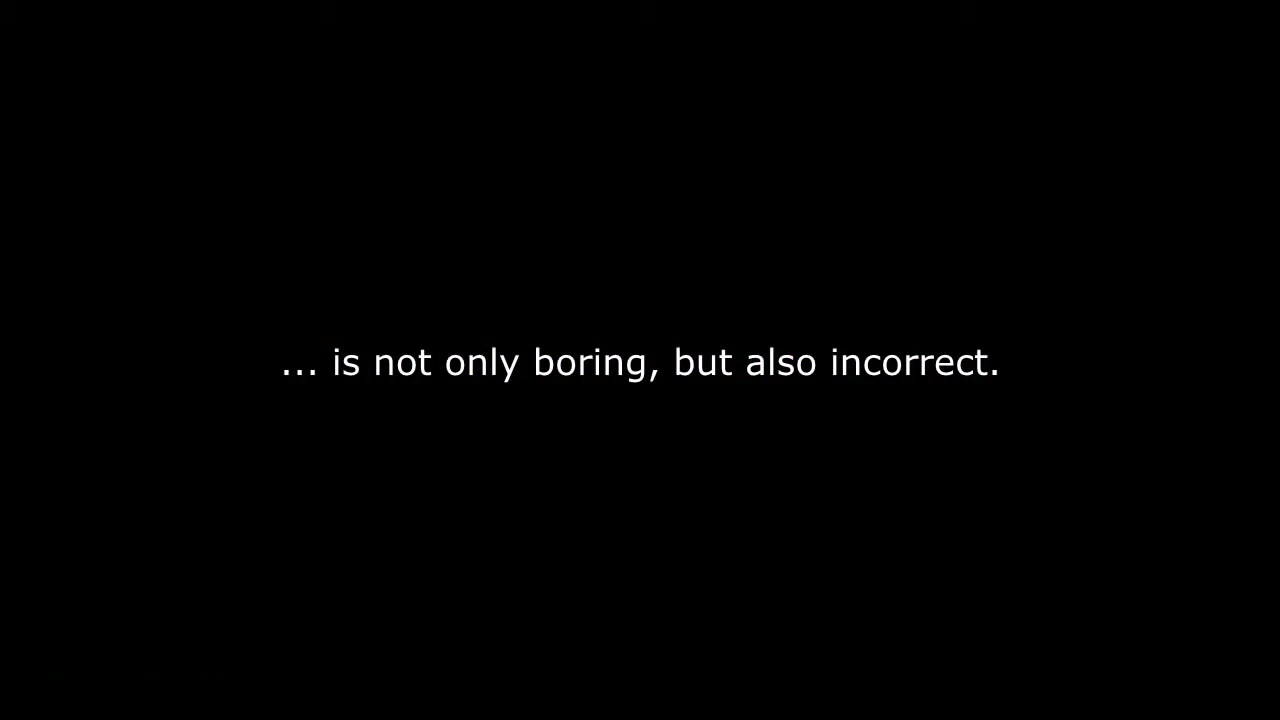 ... is not only boring, but also incorrect.